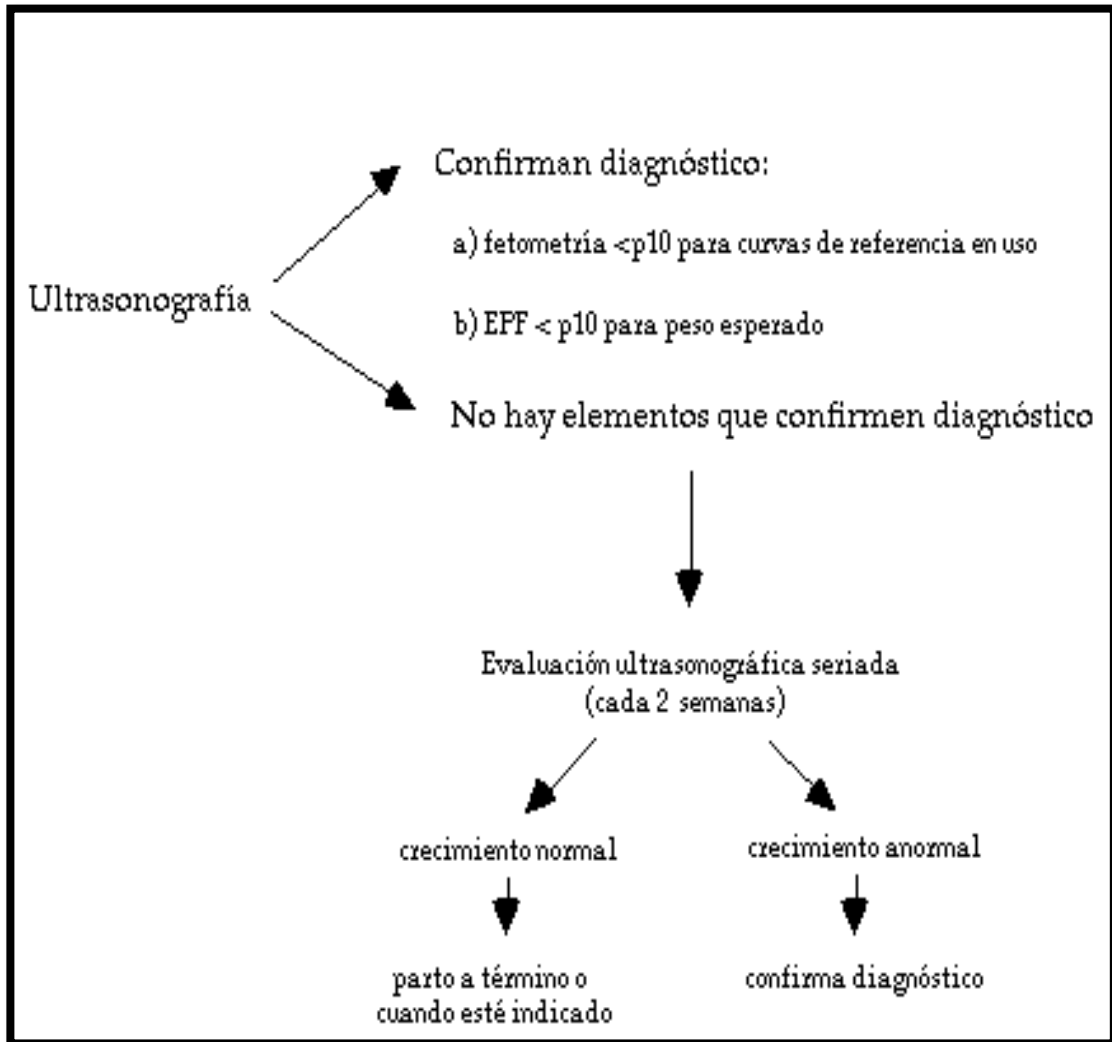 Confirman diagnóstico:
a) fetometría <p10 para curvas de referencia en uso
Ultrasonografía
b) EPF < p10 para peso esperado
No hay elementos que confirmen diagnóstico
Evaluación ultrasonográfica seriada
(cada 2 semanas)
crecimiento normal
crecimiento anormal
parto a término o
cuando esté indicado
confirma diagnóstico